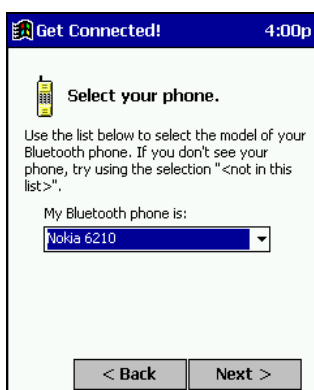 Get Connected! 4:00p
Select your phone.
Use the list below to select the model of your
Bluetooth phone. If you don't see your
phone, try using the selection "<not in this
list>".
My Bluetooth phone is:
Nokia 6210
< Back Next >